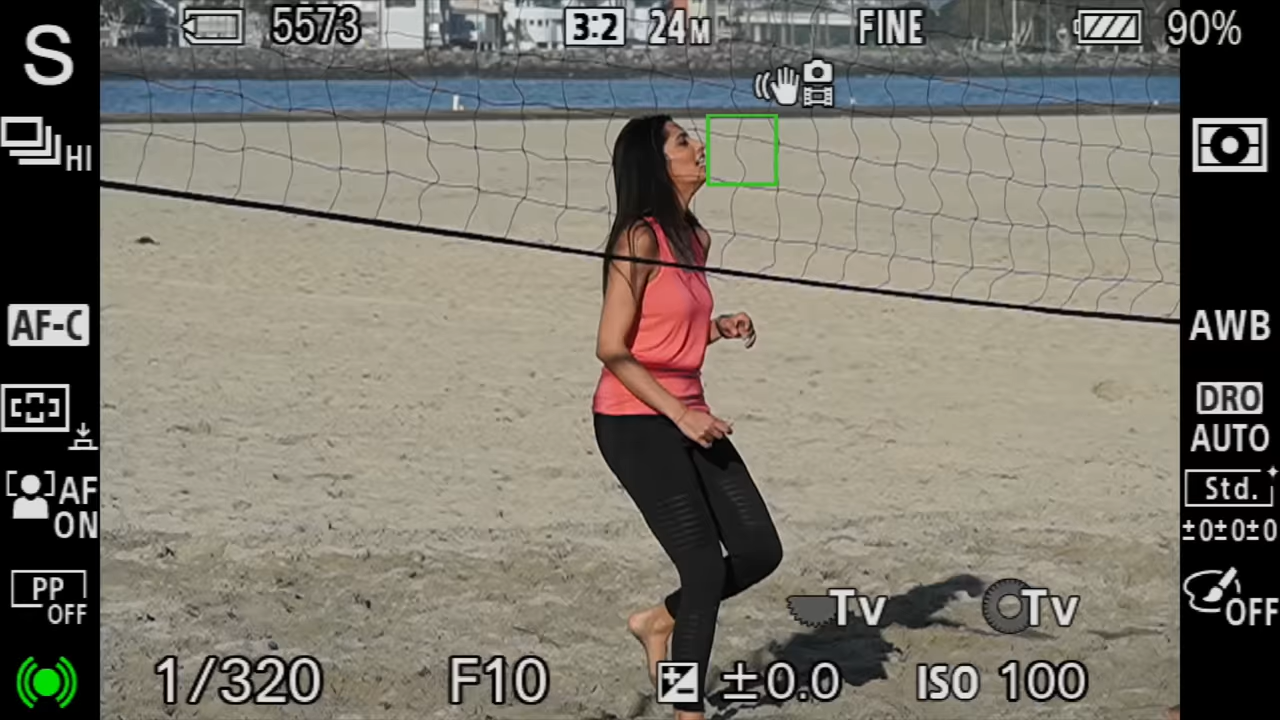 S 5573 3:2 24M FINE 90%
HI
AF-C AWB
DRO
AUTO
AF
ON
Std.
±0±0±0
PP
OFF
Tv Tv
OFF
1/320 F10 ±0.0 ISO 100